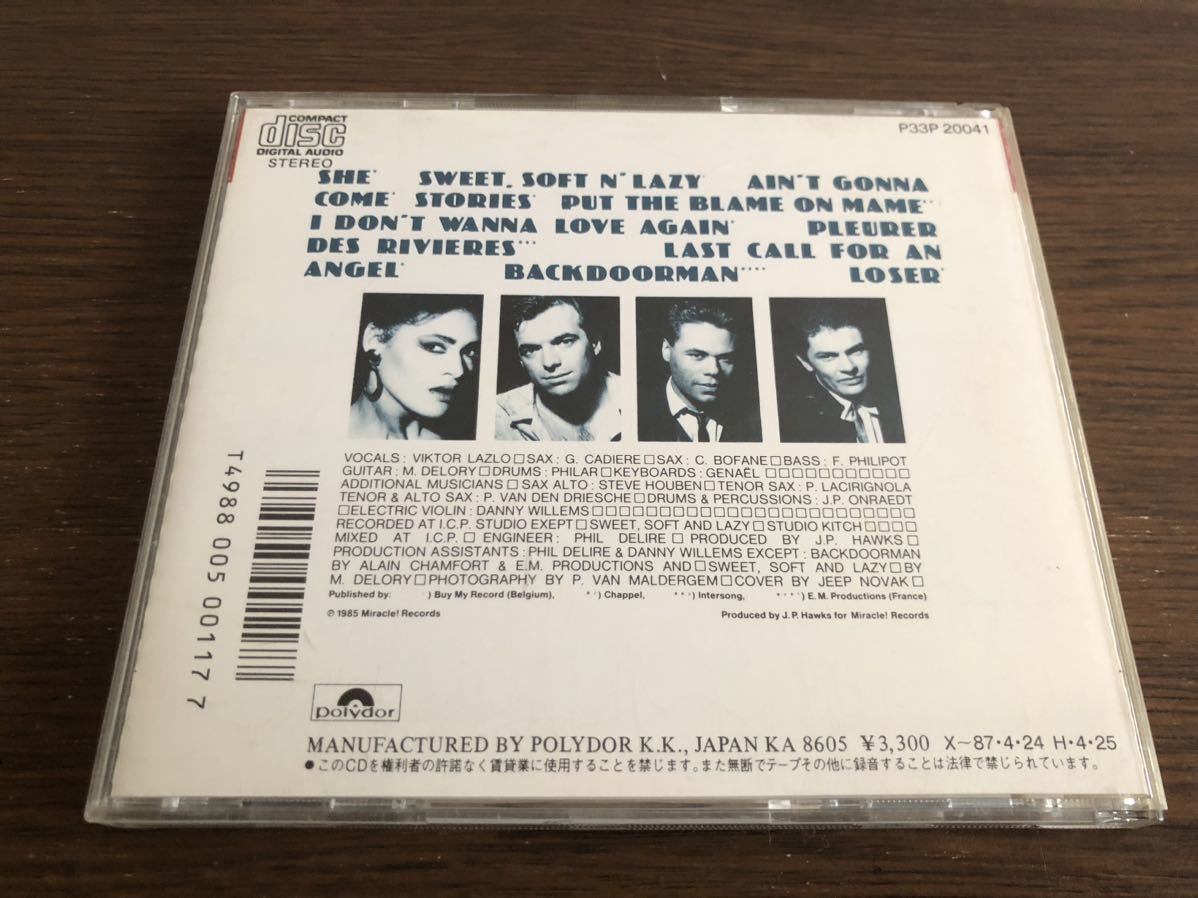 COMPACT
disc
DIGITAL AUDIO
STEREO
P33P 20041
SHE* SWEET, SOFT N' LAZY* AIN'T GONNA
COME* STORIES* PUT THE BLAME ON MAME**
I DON'T WANNA LOVE AGAIN* PLEURER
DES RIVIERES*** LAST CALL FOR AN
ANGEL* BACKDOORMAN**** LOSER*
VOCALS : VIKTOR LAZLO□SAX : G. CADIERE□SAX : C. BOFANE□BASS : F. PHILIPOT
GUITAR : M. DELORY□DRUMS : PHILAR□KEYBOARDS : GENAËL□□□□□□□□□□□
ADDITIONAL MUSICIANS□SAX ALTO : STEVE HOUBEN□TENOR SAX : P. LACIRIGNOLA
TENOR & ALTO SAX : P. VAN DEN DRIESCHE□DRUMS & PERCUSSIONS : J.P. ONRAEDT
□ELECTRIC VIOLIN : DANNY WILLEMS□□□□□□□□□□□□□□□□□□□□□□□□
RECORDED AT I.C.P. STUDIO EXEPT□SWEET, SOFT AND LAZY□STUDIO KITCH□□□□
MIXED AT I.C.P.□ENGINEER : PHIL DELIRE□PRODUCED BY J.P. HAWKS□
PRODUCTION ASSISTANTS : PHIL DELIRE & DANNY WILLEMS EXCEPT : BACKDOORMAN
BY ALAIN CHAMFORT & E.M. PRODUCTIONS AND□SWEET, SOFT AND LAZY□BY
M. DELORY□PHOTOGRAPHY BY P. VAN MALDERGEM□COVER BY JEEP NOVAK□
Published by: *) Buy My Record (Belgium), **) Chappel, ***) Intersong, ****) E.M. Productions (France)
℗ 1985 Miracle! Records Produced by J.P. Hawks for Miracle! Records
T4988 005 00117 7
polydor
MANUFACTURED BY POLYDOR K.K., JAPAN KA 8605 ¥3,300 X~87·4·24 H·4·25
●このCDを権利者の許諾なく賃貸業に使用することを禁じます。また無断でテープその他に録音することは法律で禁じられています。